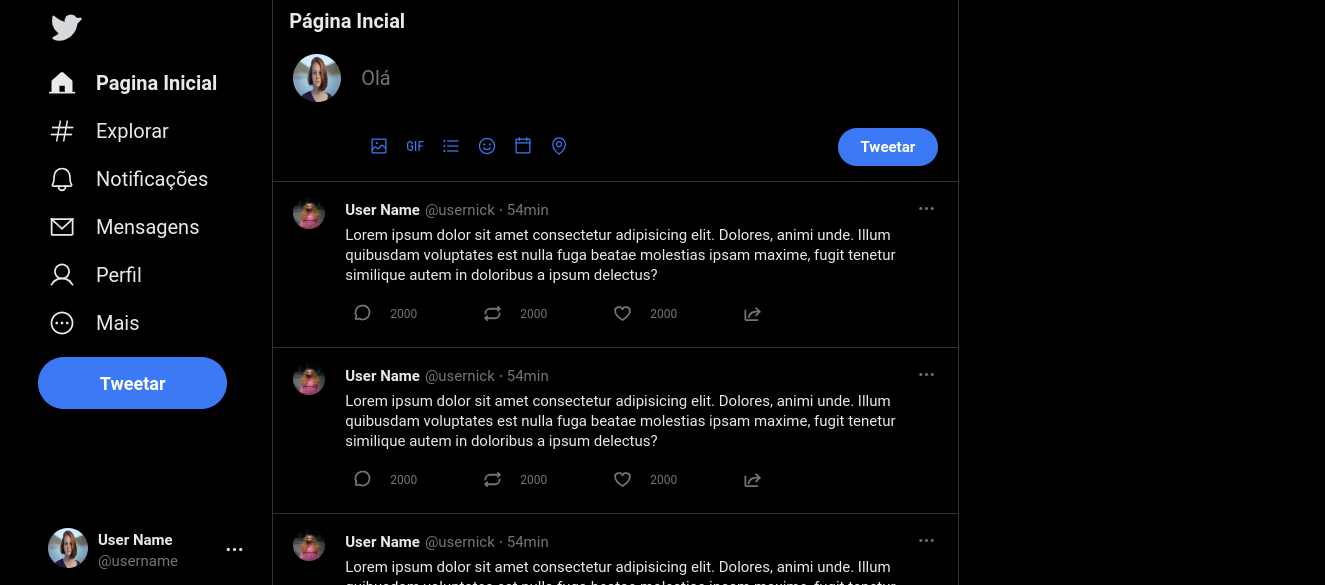 Pagina Inicial
Explorar
Notificações
Mensagens
Perfil
Mais
Tweetar
User Name
@username
Página Incial
Olá
GIF
Tweetar
User Name @usernick · 54min
Lorem ipsum dolor sit amet consectetur adipisicing elit. Dolores, animi unde. Illum
quibusdam voluptates est nulla fuga beatae molestias ipsam maxime, fugit tenetur
similique autem in doloribus a ipsum delectus?
2000 2000 2000
User Name @usernick · 54min
Lorem ipsum dolor sit amet consectetur adipisicing elit. Dolores, animi unde. Illum
quibusdam voluptates est nulla fuga beatae molestias ipsam maxime, fugit tenetur
similique autem in doloribus a ipsum delectus?
2000 2000 2000
User Name @usernick · 54min
Lorem ipsum dolor sit amet consectetur adipisicing elit. Dolores, animi unde. Illum